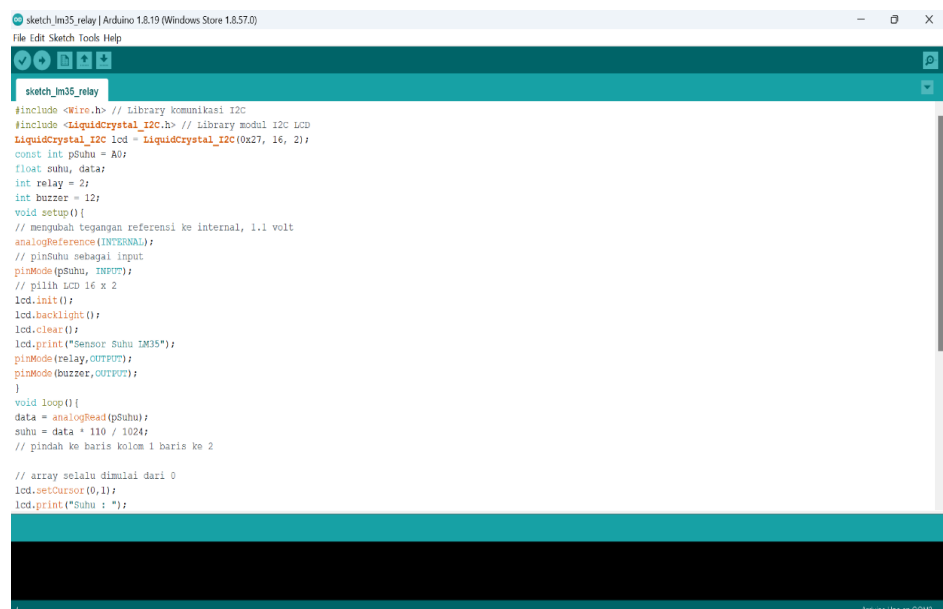 sketch_lm35_relay | Arduino 1.8.19 (Windows Store 1.8.57.0)
File Edit Sketch Tools Help
sketch_lm35_relay
#include <Wire.h> // Library komunikasi I2C
#include <LiquidCrystal_I2C.h> // Library modul I2C LCD
LiquidCrystal_I2C lcd = LiquidCrystal_I2C(0x27, 16, 2);
const int pSuhu = A0;
float suhu, data;
int relay = 2;
int buzzer = 12;
void setup(){
// mengubah tegangan referensi ke internal, 1.1 volt
analogReference(INTERNAL);
// pinSuhu sebagai input
pinMode(pSuhu, INPUT);
// pilih LCD 16 x 2
lcd.init();
lcd.backlight();
lcd.clear();
lcd.print("Sensor Suhu LM35");
pinMode(relay,OUTPUT);
pinMode(buzzer,OUTPUT);
}
void loop(){
data = analogRead(pSuhu);
suhu = data * 110 / 1024;
// pindah ke baris kolom 1 baris ke 2
// array selalu dimulai dari 0
lcd.setCursor(0,1);
lcd.print("Suhu : ");